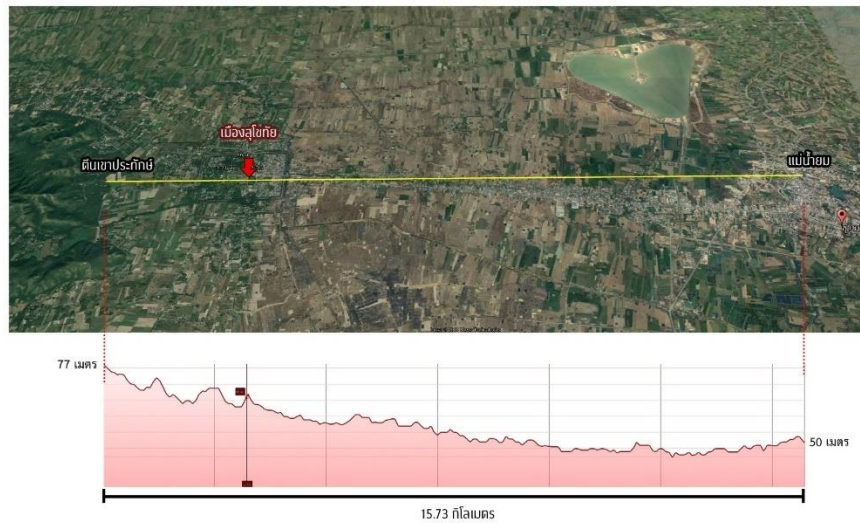 เมืองสุโขทัย
ตีนเขาประทักษ์
แม่น้ำยม
77 เมตร
50 เมตร
15.73 กิโลเมตร